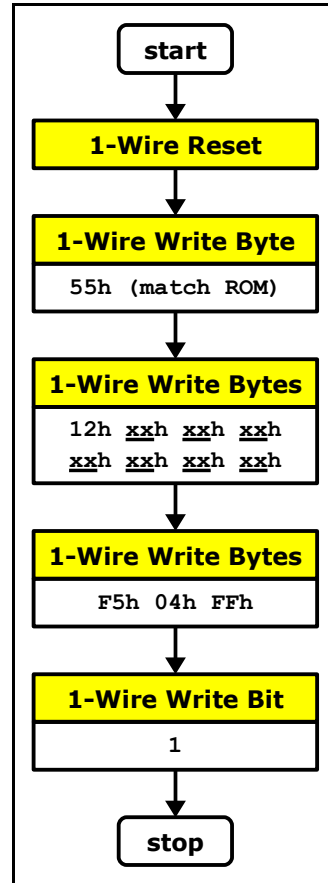 start
1-Wire Reset
1-Wire Write Byte
55h (match ROM)
1-Wire Write Bytes
12h xxh xxh xxh
xxh xxh xxh xxh
1-Wire Write Bytes
F5h 04h FFh
1-Wire Write Bit
1
stop